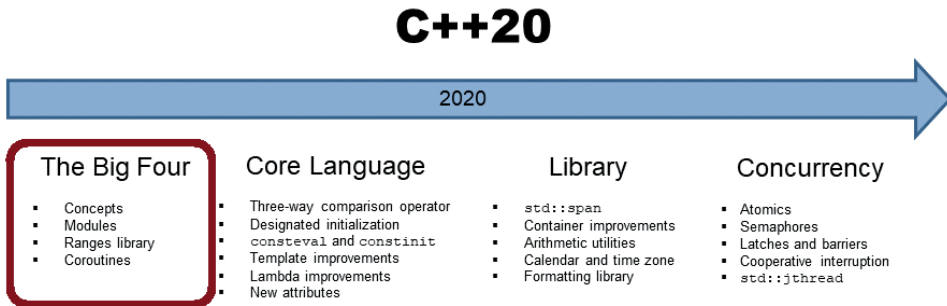 C++20
2020
The Big Four
▪ Concepts
▪ Modules
▪ Ranges library
▪ Coroutines
Core Language
▪ Three-way comparison operator
▪ Designated initialization
▪ consteval and constinit
▪ Template improvements
▪ Lambda improvements
▪ New attributes
Library
▪ std::span
▪ Container improvements
▪ Arithmetic utilities
▪ Calendar and time zone
▪ Formatting library
Concurrency
▪ Atomics
▪ Semaphores
▪ Latches and barriers
▪ Cooperative interruption
▪ std::jthread